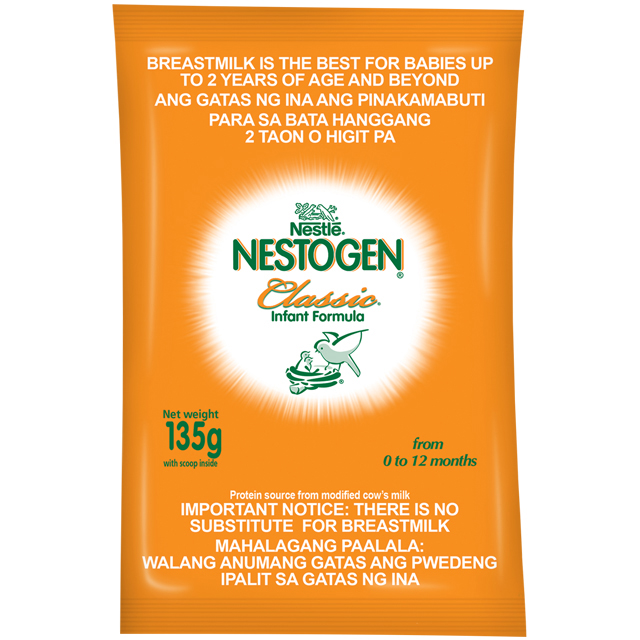 BREASTMILK IS THE BEST FOR BABIES UP
TO 2 YEARS OF AGE AND BEYOND
ANG GATAS NG INA ANG PINAKAMABUTI
PARA SA BATA HANGGANG
2 TAON O HIGIT PA
Nestlé®
NESTOGEN®
Classic®
Infant Formula
®
Net weight
135g
with scoop inside
from
0 to 12 months
Protein source from modified cow's milk
IMPORTANT NOTICE: THERE IS NO
SUBSTITUTE FOR BREASTMILK
MAHALAGANG PAALALA:
WALANG ANUMANG GATAS ANG PWEDENG
IPALIT SA GATAS NG INA